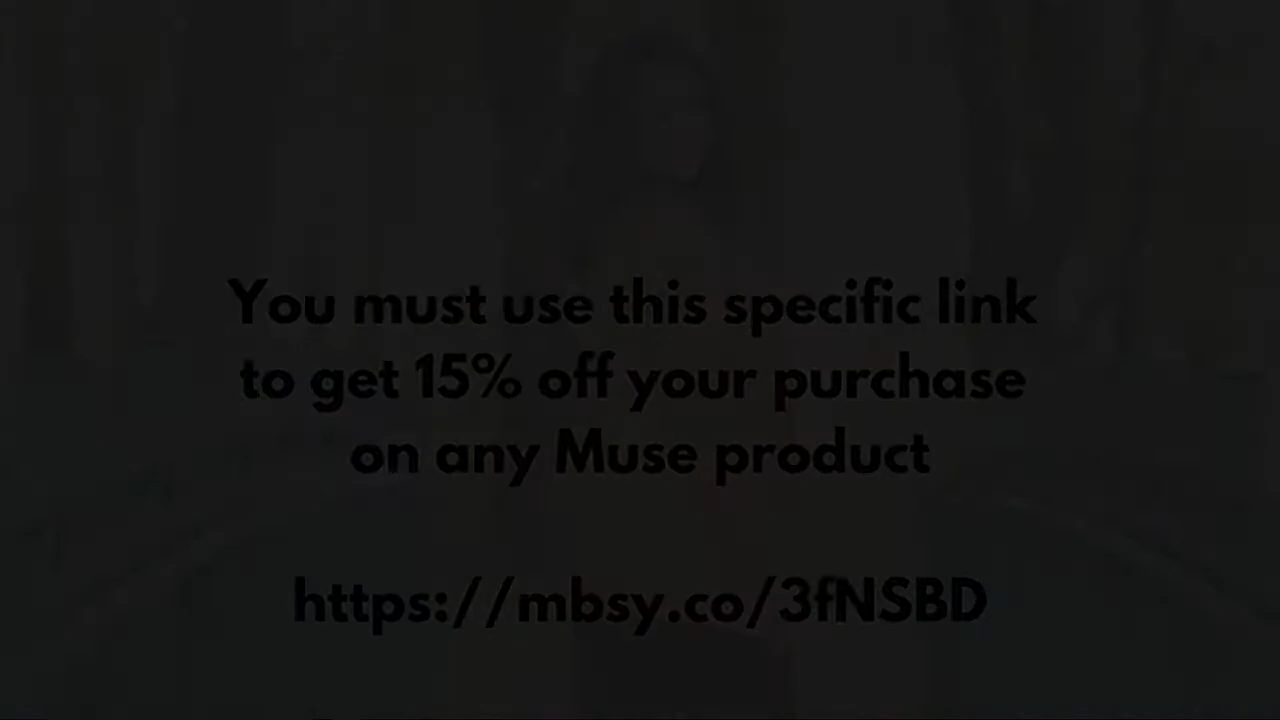 You must use this specific link
to get 15% off your purchase
on any Muse product
https://mbsy.co/3fNSBD